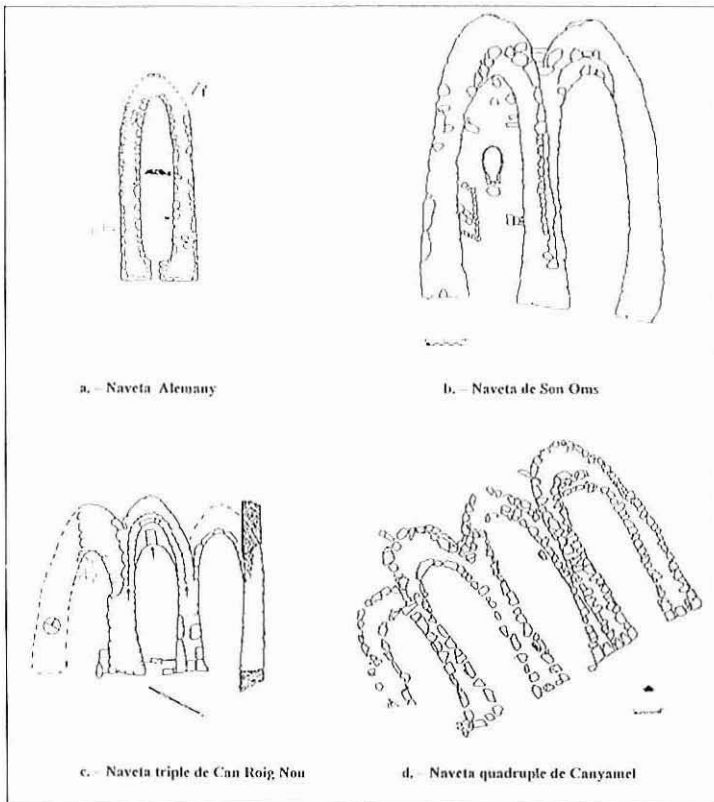 a. – Naveta Alemany
b. – Naveta de Son Oms
c. – Naveta triple de Can Roig Nou
d. – Naveta quadruple de Canyamel